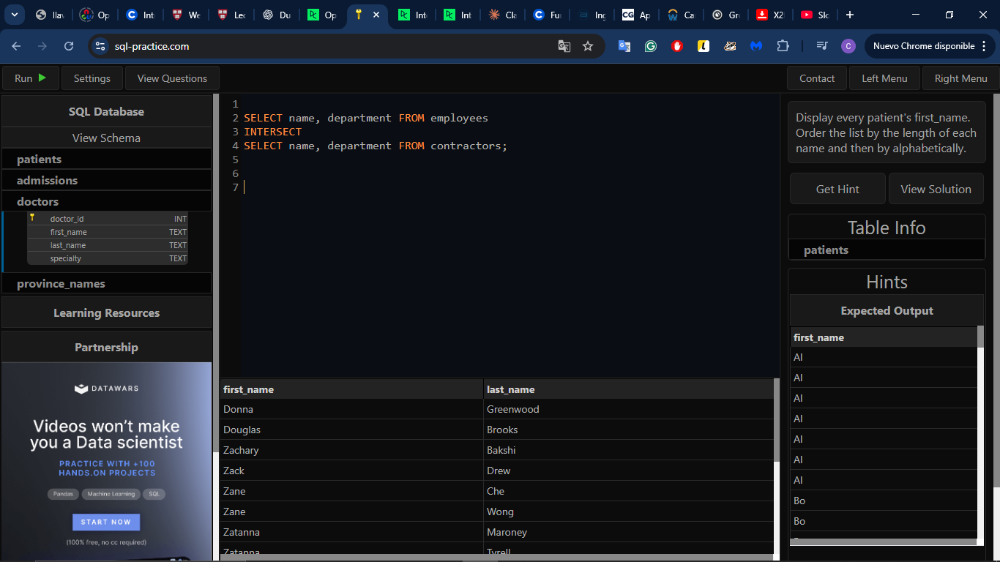 Ilav
Op
Int
We
Lec
Du
Op
Int
Int
Cla
Fu
Ing
Ap
Ca
Gr
X2
Slo
sql-practice.com
Nuevo Chrome disponible
Run
Settings
View Questions
Contact
Left Menu
Right Menu
SQL Database
View Schema
patients
admissions
doctors
doctor_id INT
first_name TEXT
last_name TEXT
specialty TEXT
province_names
Learning Resources
Partnership
DATAWARS
Videos won't make
you a Data scientist
PRACTICE WITH +100
HANDS.ON PROJECTS
Pandas
Machine Learning
SQL
START NOW
(100% free, no cc required)
1
2 SELECT name, department FROM employees
3 INTERSECT
4 SELECT name, department FROM contractors;
5
6
7
first_name last_name
Donna Greenwood
Douglas Brooks
Zachary Bakshi
Zack Drew
Zane Che
Zane Wong
Zatanna Maroney
Zatanna Tyrell
Display every patient's first_name.
Order the list by the length of each
name and then by alphabetically.
Get Hint
View Solution
Table Info
patients
Hints
Expected Output
first_name
Al
Al
Al
Al
Al
Al
Al
Bo
Bo